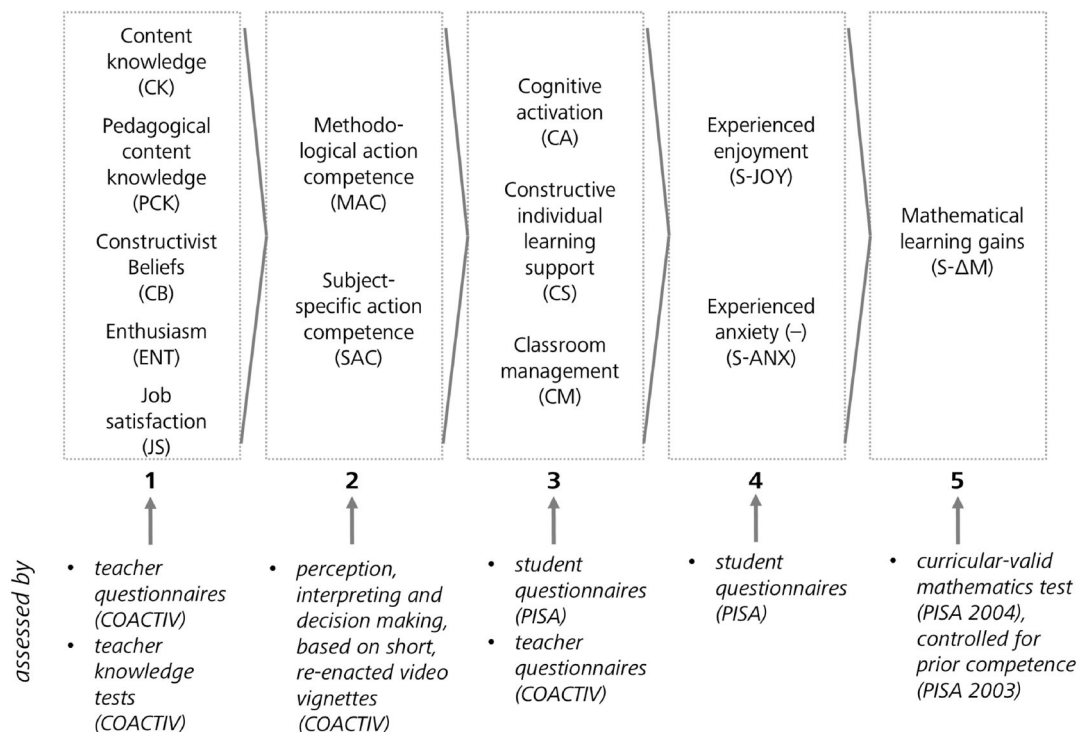 Content
knowledge
(CK)
Pedagogical
content
knowledge
(PCK)
Constructivist
Beliefs
(CB)
Enthusiasm
(ENT)
Job
satisfaction
(JS)
Methodo-
logical action
competence
(MAC)
Subject-
specific action
competence
(SAC)
Cognitive
activation
(CA)
Constructive
individual
learning
support
(CS)
Classroom
management
(CM)
Experienced
enjoyment
(S-JOY)
Experienced
anxiety (–)
(S-ANX)
Mathematical
learning gains
(S-ΔM)
1
2
3
4
5
assessed by
• teacher
questionnaires
(COACTIV)
• teacher
knowledge
tests
(COACTIV)
• perception,
interpreting and
decision making,
based on short,
re-enacted video
vignettes
(COACTIV)
• student
questionnaires
(PISA)
• teacher
questionnaires
(COACTIV)
• student
questionnaires
(PISA)
• curricular-valid
mathematics test
(PISA 2004),
controlled for
prior competence
(PISA 2003)